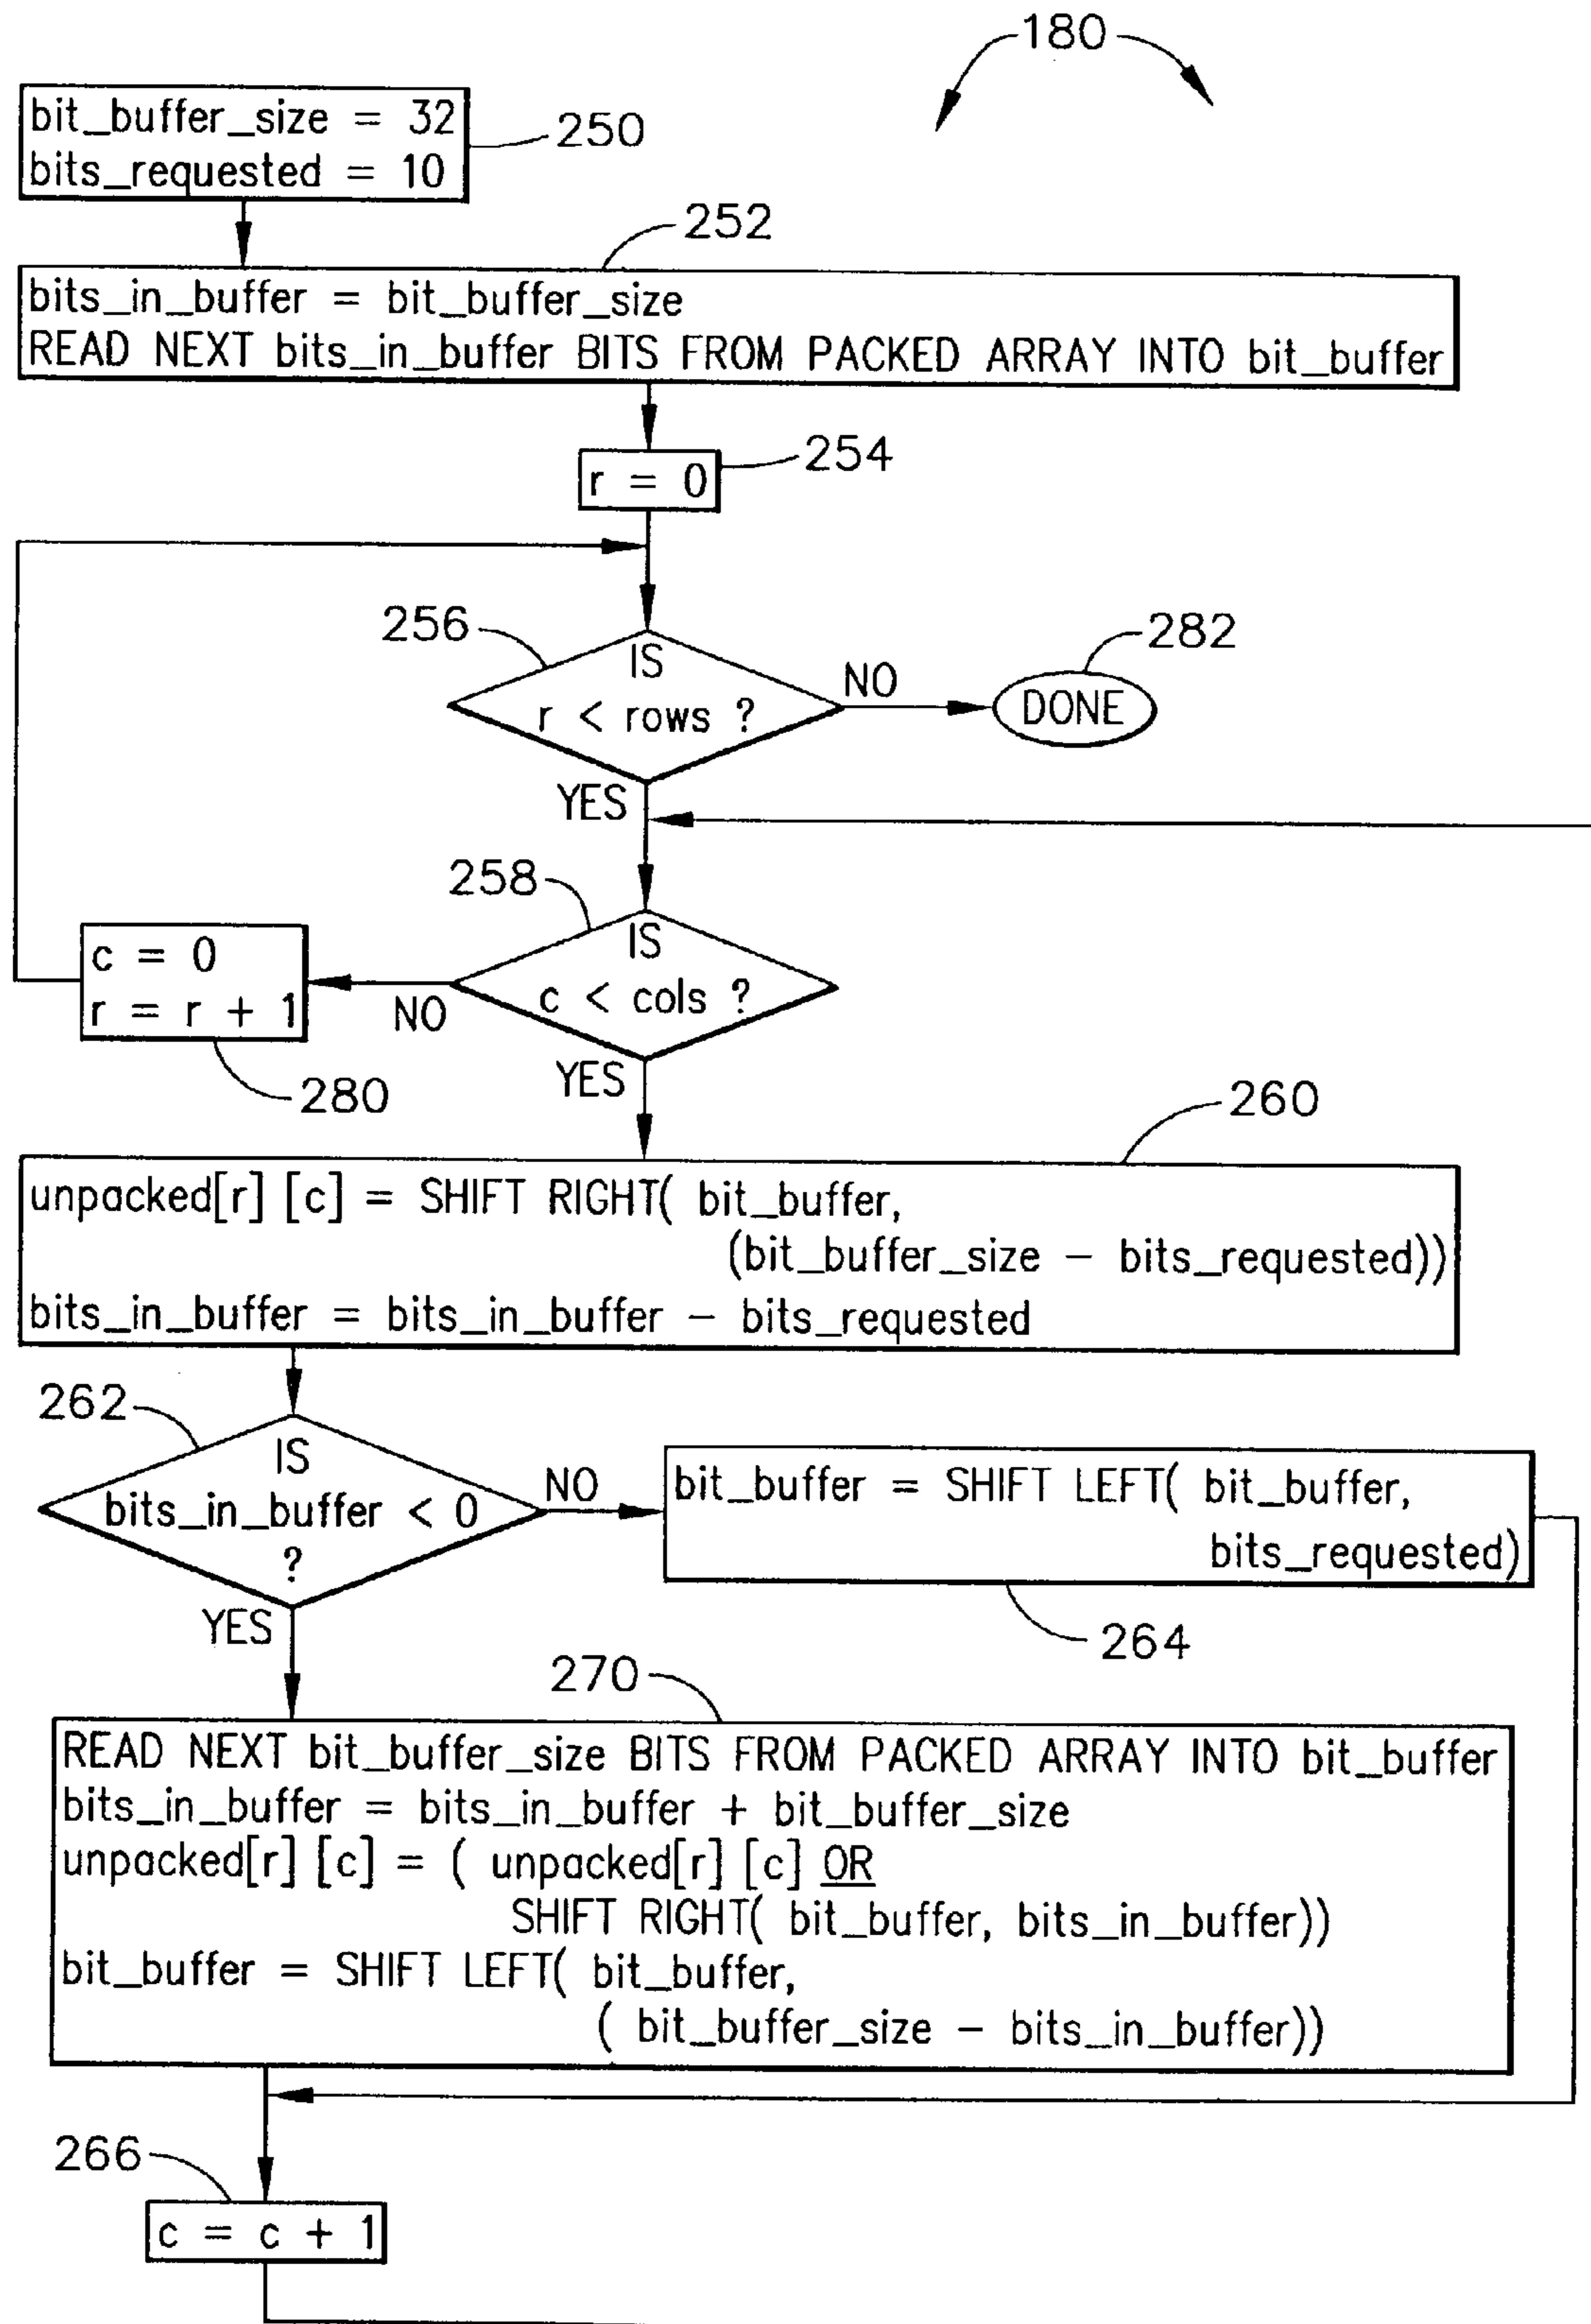 180
bit_buffer_size = 32
bits_requested = 10
250
252
bits_in_buffer = bit_buffer_size
READ NEXT bits_in_buffer BITS FROM PACKED ARRAY INTO bit_buffer
254
r = 0
256
IS
r < rows ?
NO
282
DONE
YES
258
IS
c < cols ?
NO
c = 0
r = r + 1
280
YES
260
unpacked[r] [c] = SHIFT RIGHT( bit_buffer,
(bit_buffer_size - bits_requested))
bits_in_buffer = bits_in_buffer - bits_requested
262
IS
bits_in_buffer < 0
?
NO
bit_buffer = SHIFT LEFT( bit_buffer,
bits_requested)
264
YES
270
READ NEXT bit_buffer_size BITS FROM PACKED ARRAY INTO bit_buffer
bits_in_buffer = bits_in_buffer + bit_buffer_size
unpacked[r] [c] = ( unpacked[r] [c] OR
SHIFT RIGHT( bit_buffer, bits_in_buffer))
bit_buffer = SHIFT LEFT( bit_buffer,
( bit_buffer_size - bits_in_buffer))
266
c = c + 1